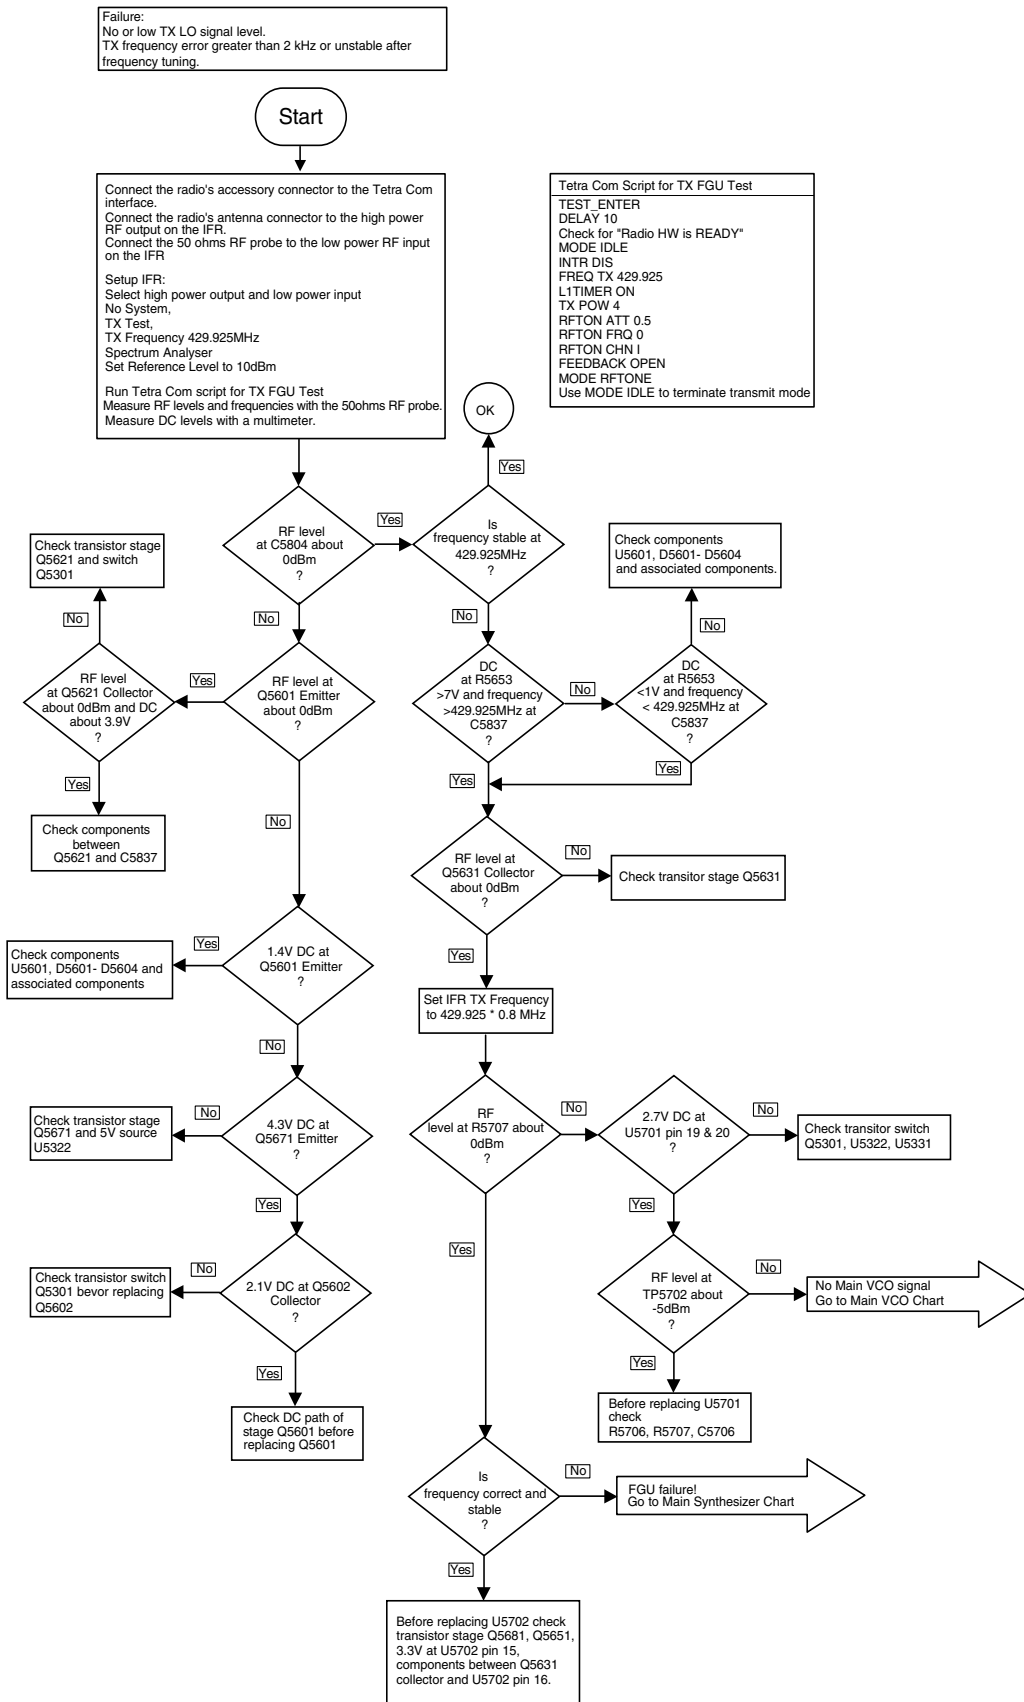 Failure:
No or low TX LO signal level.
TX frequency error greater than 2 kHz or unstable after
frequency tuning.
Start
Connect the radio's accessory connector to the Tetra Com
interface.
Connect the radio's antenna connector to the high power
RF output on the IFR.
Connect the 50 ohms RF probe to the low power RF input
on the IFR
Setup IFR:
Select high power output and low power input
No System,
TX Test,
TX Frequency 429.925MHz
Spectrum Analyser
Set Reference Level to 10dBm
Run Tetra Com script for TX FGU Test
Measure RF levels and frequencies with the 50ohms RF probe.
Measure DC levels with a multimeter.
Tetra Com Script for TX FGU Test
TEST_ENTER
DELAY 10
Check for "Radio HW is READY"
MODE IDLE
INTR DIS
FREQ TX 429.925
L1TIMER ON
TX POW 4
RFTON ATT 0.5
RFTON FRQ 0
RFTON CHN I
FEEDBACK OPEN
MODE RFTONE
Use MODE IDLE to terminate transmit mode
OK
Yes
RF level
at C5804 about
0dBm
?
Yes
Is
frequency stable at
429.925MHz
?
Check transistor stage
Q5621 and switch
Q5301
Check components
U5601, D5601- D5604
and associated components.
No
No
No
No
RF level
at Q5621 Collector
about 0dBm and DC
about 3.9V
?
Yes
RF level at
Q5601 Emitter
about 0dBm
?
DC
at R5653
>7V and frequency
>429.925MHz at
C5837
?
No
DC
at R5653
<1V and frequency
< 429.925MHz at
C5837
?
Yes
Yes
Yes
Check components
between
Q5621 and C5837
No
RF level at
Q5631 Collector
about 0dBm
?
No
Check transitor stage Q5631
Yes
Check components
U5601, D5601- D5604 and
associated components
Yes
1.4V DC at
Q5601 Emitter
?
Set IFR TX Frequency
to 429.925 * 0.8 MHz
No
Check transistor stage
Q5671 and 5V source
U5322
No
4.3V DC at
Q5671 Emitter
?
RF
level at R5707 about
0dBm
?
No
2.7V DC at
U5701 pin 19 & 20
?
No
Check transitor switch
Q5301, U5322, U5331
Yes
Yes
Yes
Check transistor switch
Q5301 bevor replacing
Q5602
No
2.1V DC at Q5602
Collector
?
RF level at
TP5702 about
-5dBm
?
No
No Main VCO signal
Go to Main VCO Chart
Yes
Yes
Check DC path of
stage Q5601 before
replacing Q5601
Before replacing U5701
check
R5706, R5707, C5706
Is
frequency correct and
stable
?
No
FGU failure!
Go to Main Synthesizer Chart
Yes
Before replacing U5702 check
transistor stage Q5681, Q5651,
3.3V at U5702 pin 15,
components between Q5631
collector and U5702 pin 16.